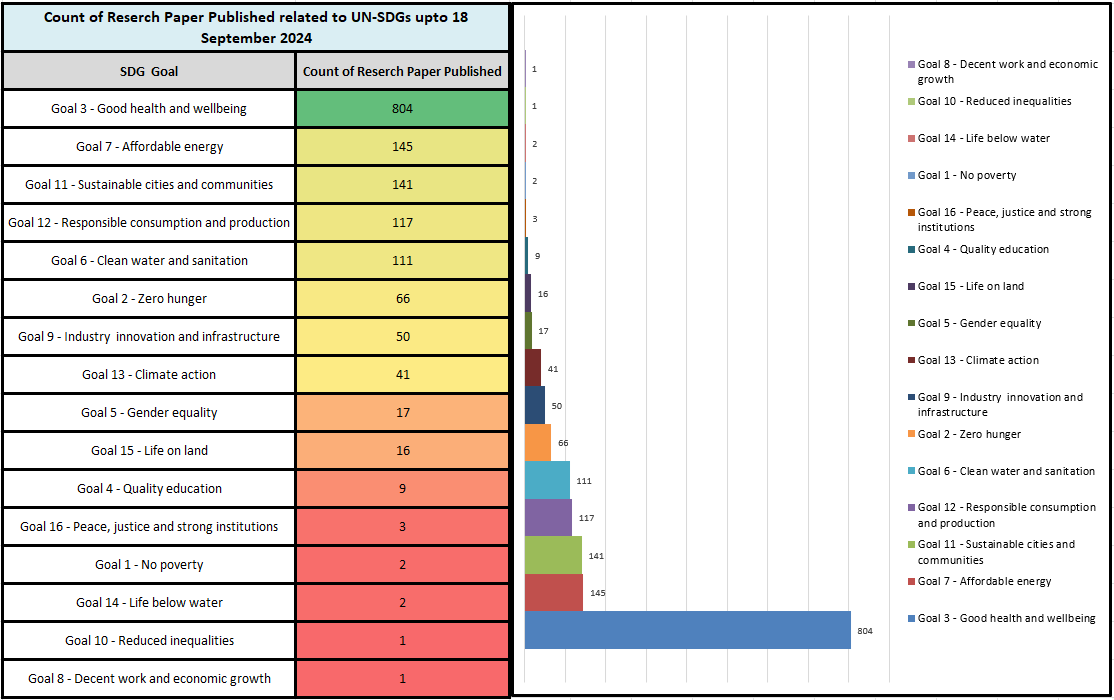 Count of Reserch Paper Published related to UN-SDGs upto 18
September 2024
SDG Goal
Count of Reserch Paper Published
Goal 3 - Good health and wellbeing
804
Goal 7 - Affordable energy
145
Goal 11 - Sustainable cities and communities
141
Goal 12 - Responsible consumption and production
117
Goal 6 - Clean water and sanitation
111
Goal 2 - Zero hunger
66
Goal 9 - Industry  innovation and infrastructure
50
Goal 13 - Climate action
41
Goal 5 - Gender equality
17
Goal 15 - Life on land
16
Goal 4 - Quality education
9
Goal 16 - Peace, justice and strong institutions
3
Goal 1 - No poverty
2
Goal 14 - Life below water
2
Goal 10 - Reduced inequalities
1
Goal 8 - Decent work and economic growth
1
1
1
2
2
3
9
16
17
41
50
66
111
117
141
145
804
Goal 8 - Decent work and economic
growth
Goal 10 - Reduced inequalities
Goal 14 - Life below water
Goal 1 - No poverty
Goal 16 - Peace, justice and strong
institutions
Goal 4 - Quality education
Goal 15 - Life on land
Goal 5 - Gender equality
Goal 13 - Climate action
Goal 9 - Industry  innovation and
infrastructure
Goal 2 - Zero hunger
Goal 6 - Clean water and sanitation
Goal 12 - Responsible consumption
and production
Goal 11 - Sustainable cities and
communities
Goal 7 - Affordable energy
Goal 3 - Good health and wellbeing